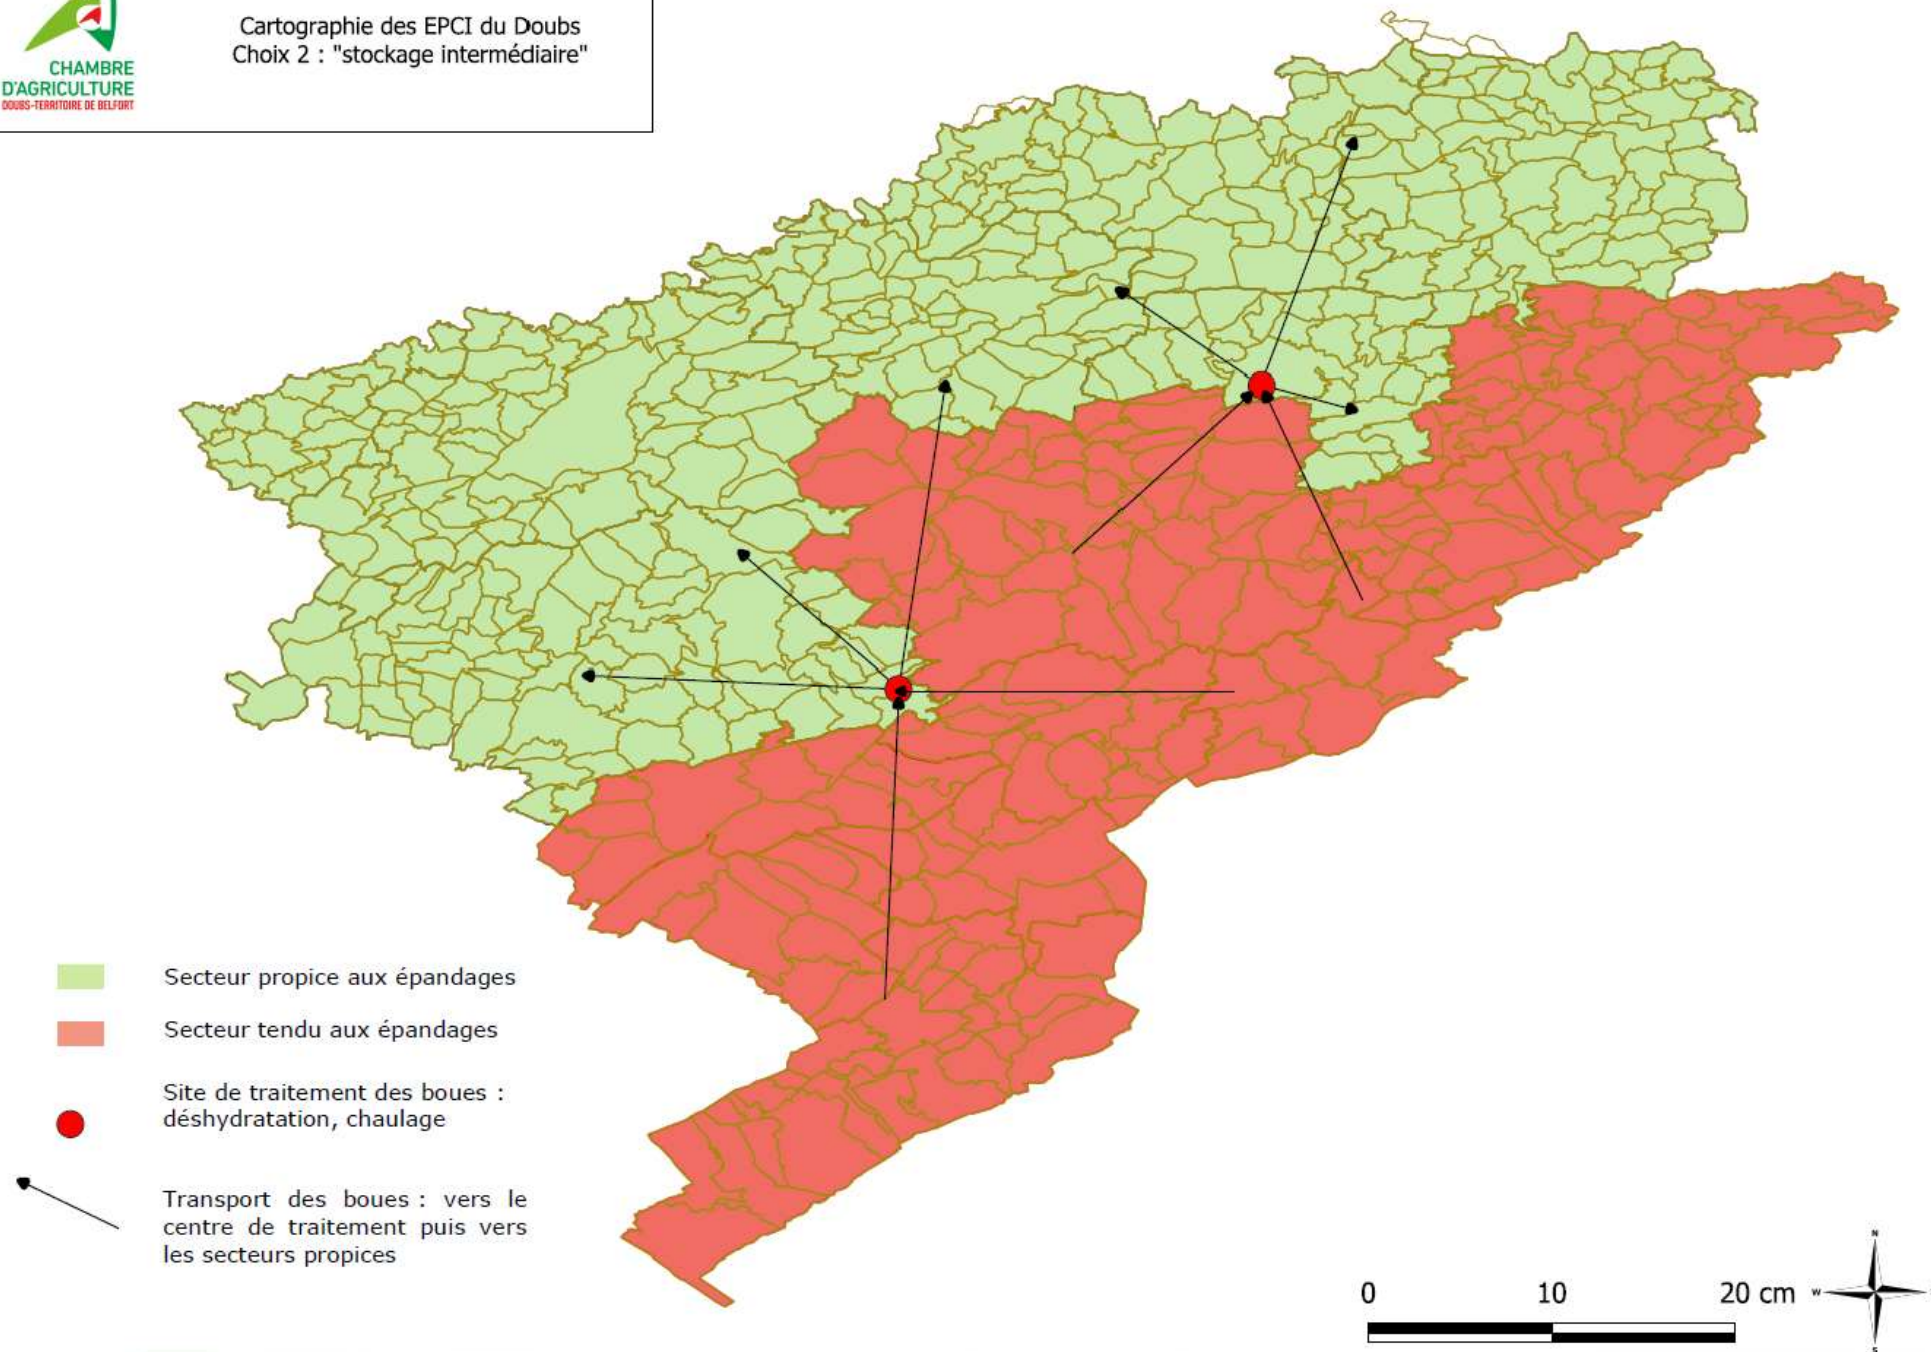 CHAMBRE
D'AGRICULTURE
DOUBS-TERRITOIRE DE BELFORT
Cartographie des EPCI du Doubs
Choix 2 : "stockage intermédiaire"
Secteur propice aux épandages
Secteur tendu aux épandages
Site de traitement des boues :
déshydratation, chaulage
Transport des boues : vers le
centre de traitement puis vers
les secteurs propices
0 10 20 cm
N
W
S